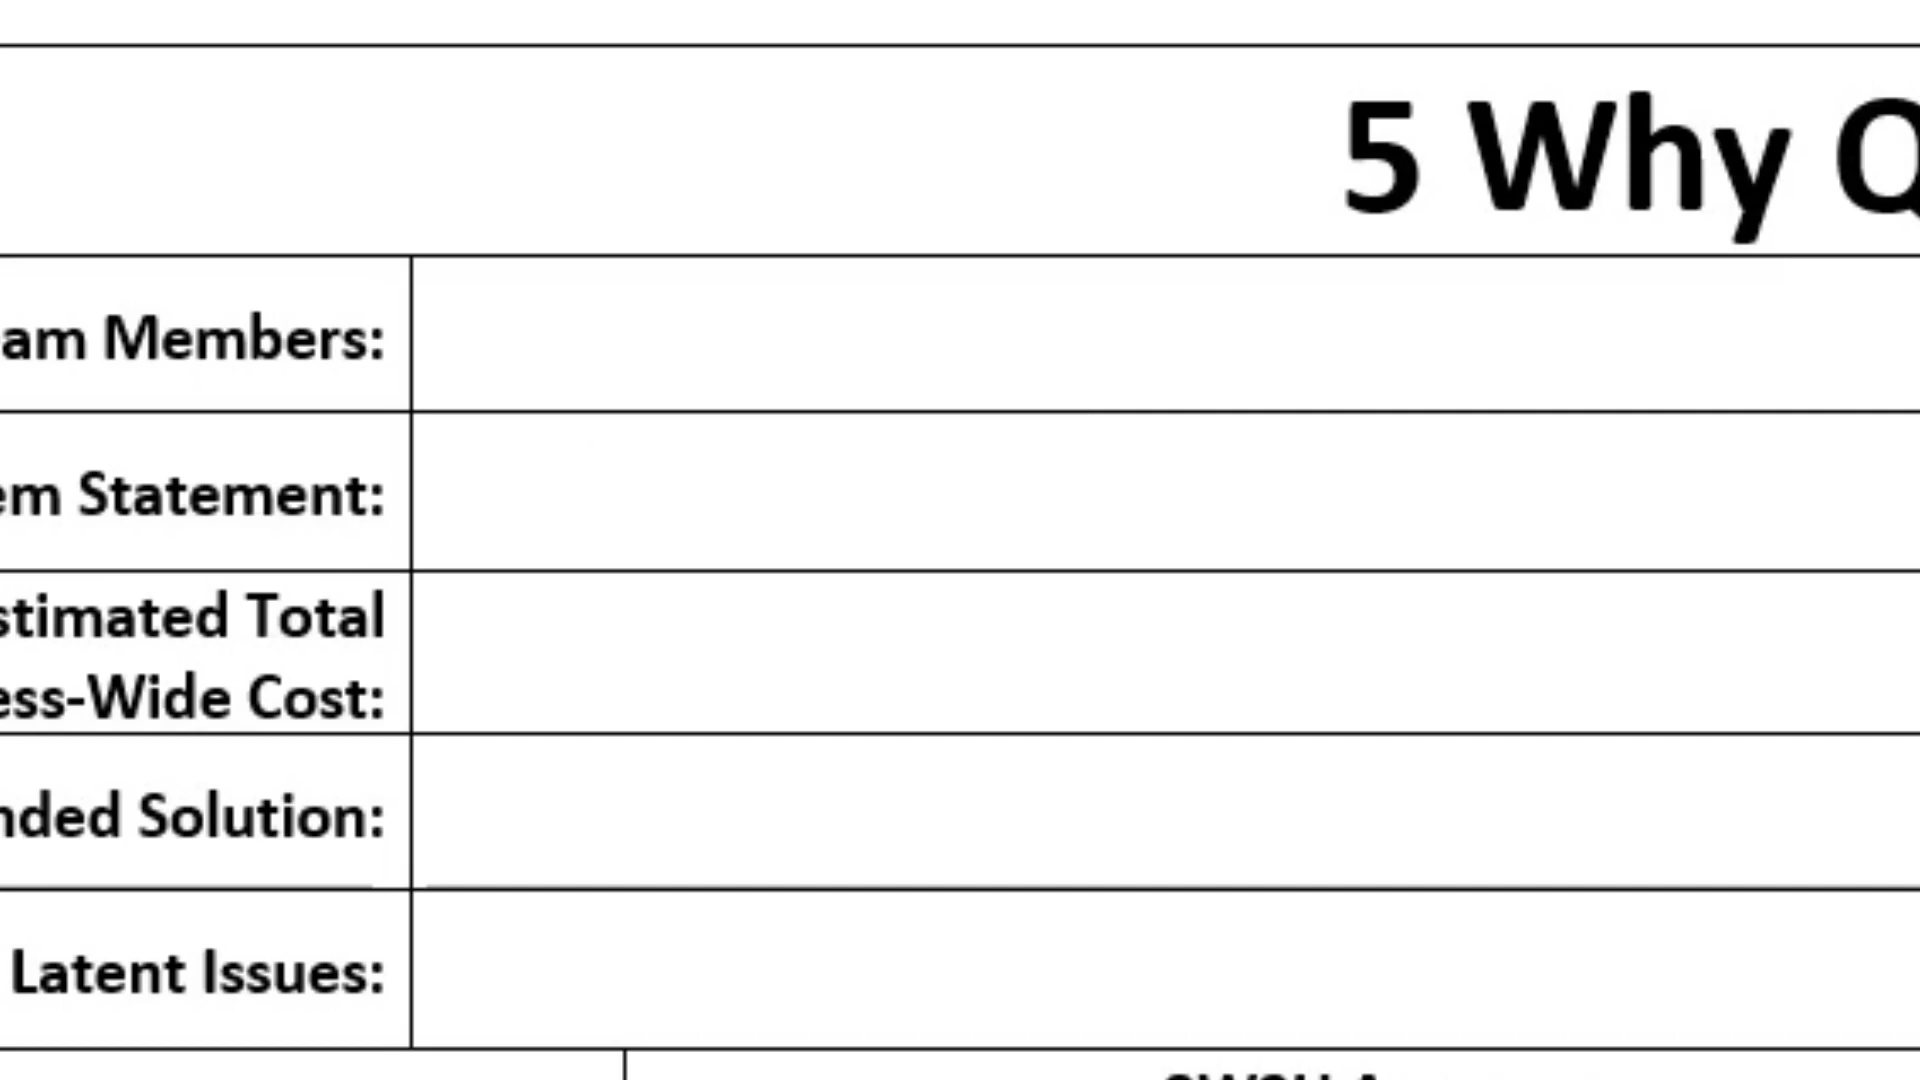 5 Why Q
am Members:
em Statement:
stimated Total
ess-Wide Cost:
nded Solution:
Latent Issues: